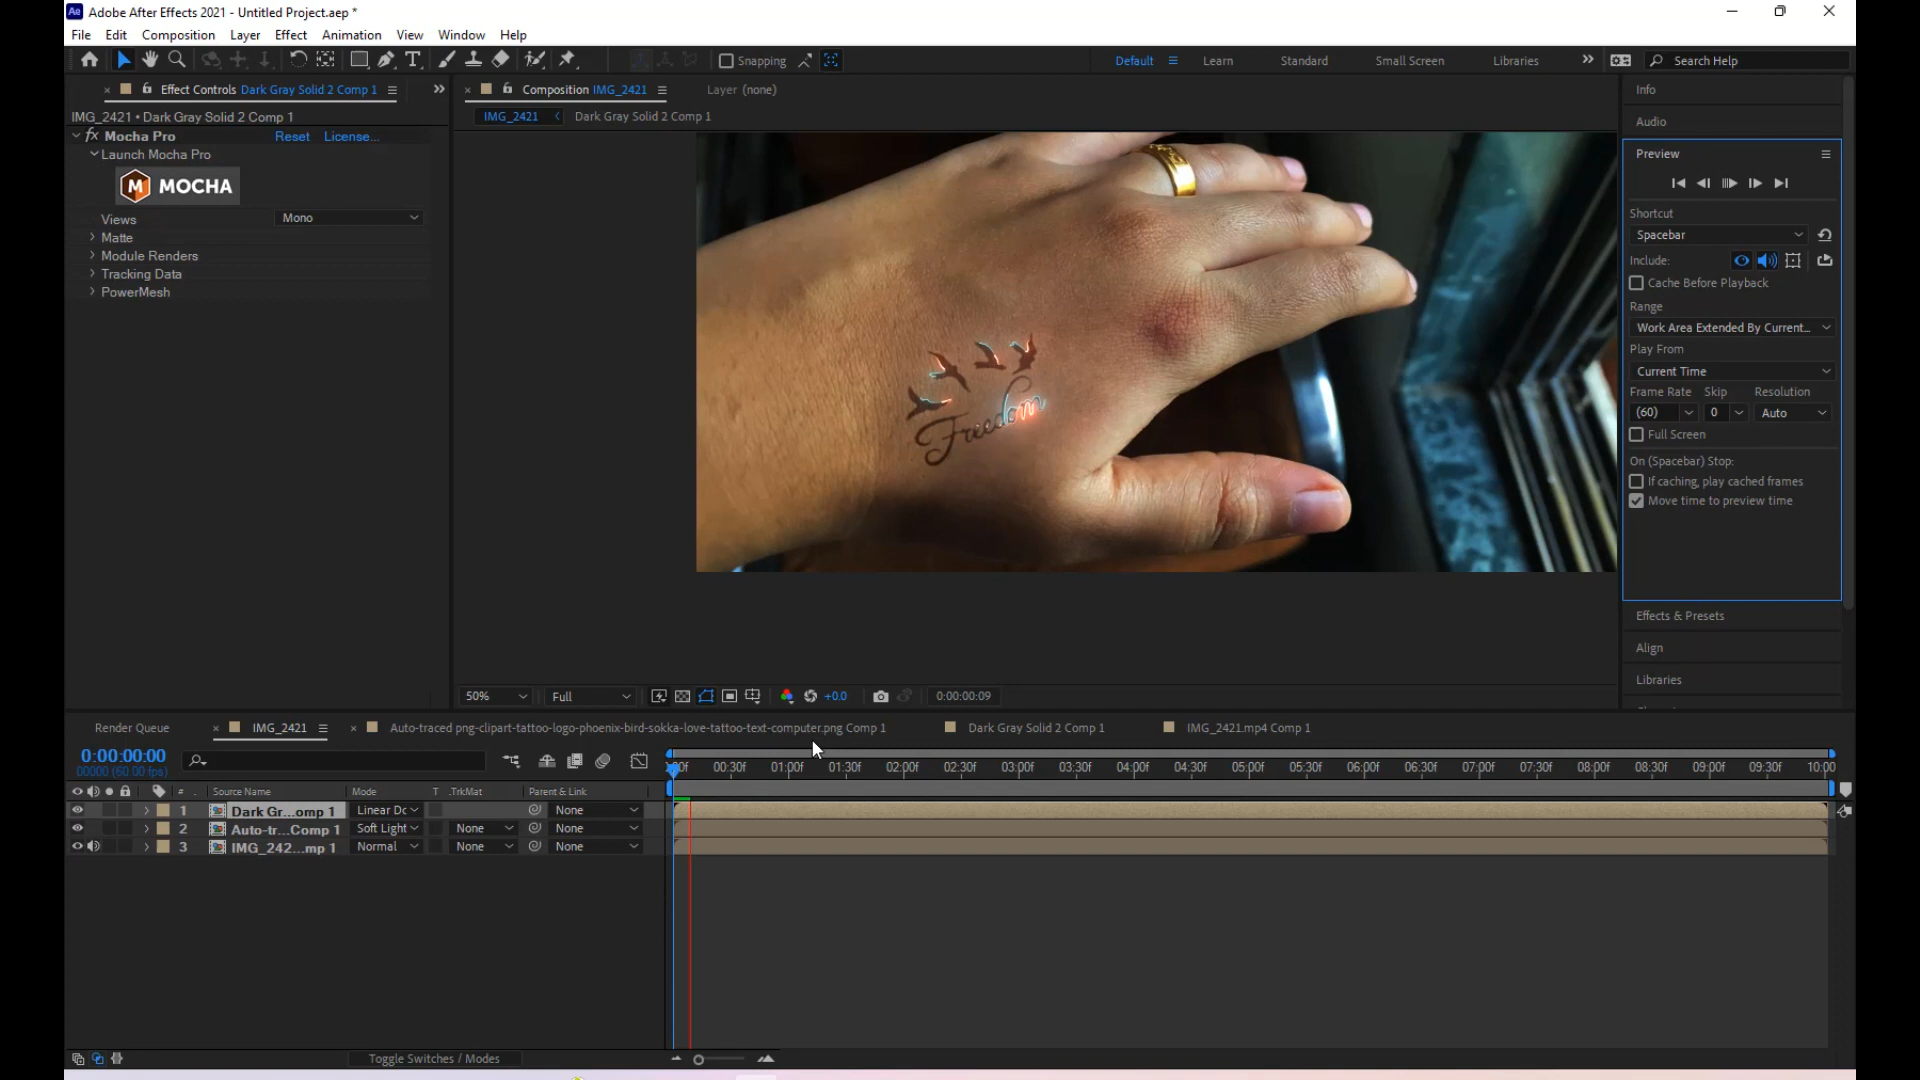 Adobe After Effects 2021 - Untitled Project.aep *
File Edit Composition Layer Effect Animation View Window Help
Snapping
Default Learn Standard Small Screen Libraries Search Help
Effect Controls Dark Gray Solid 2 Comp 1
Composition IMG_2421
Layer (none)
IMG_2421 • Dark Gray Solid 2 Comp 1
IMG_2421 Dark Gray Solid 2 Comp 1
fx Mocha Pro Reset License...
Launch Mocha Pro
M MOCHA
Views Mono
Matte
Module Renders
Tracking Data
PowerMesh
Freedom
Info
Audio
Preview
Shortcut
Spacebar
Include:
Cache Before Playback
Range
Work Area Extended By Current...
Play From
Current Time
Frame Rate Skip Resolution
(60) 0 Auto
Full Screen
On (Spacebar) Stop:
If caching, play cached frames
Move time to preview time
Effects & Presets
Align
Libraries
50% Full +0.0 0:00:00:09
Render Queue IMG_2421 Auto-traced png-clipart-tattoo-logo-phoenix-bird-sokka-love-tattoo-text-computer.png Comp 1 Dark Gray Solid 2 Comp 1 IMG_2421.mp4 Comp 1
0:00:00:00
00000 (60.00 fps)
00:30f 01:00f 01:30f 02:00f 02:30f 03:00f 03:30f 04:00f 04:30f 05:00f 05:30f 06:00f 06:30f 07:00f 07:30f 08:00f 08:30f 09:00f 09:30f 10:00
# Source Name Mode T .TrkMat Parent & Link
1 Dark Gr...omp 1 Linear Dc None
2 Auto-tr...Comp 1 Soft Light None None
3 IMG_242...mp 1 Normal None None
Toggle Switches / Modes